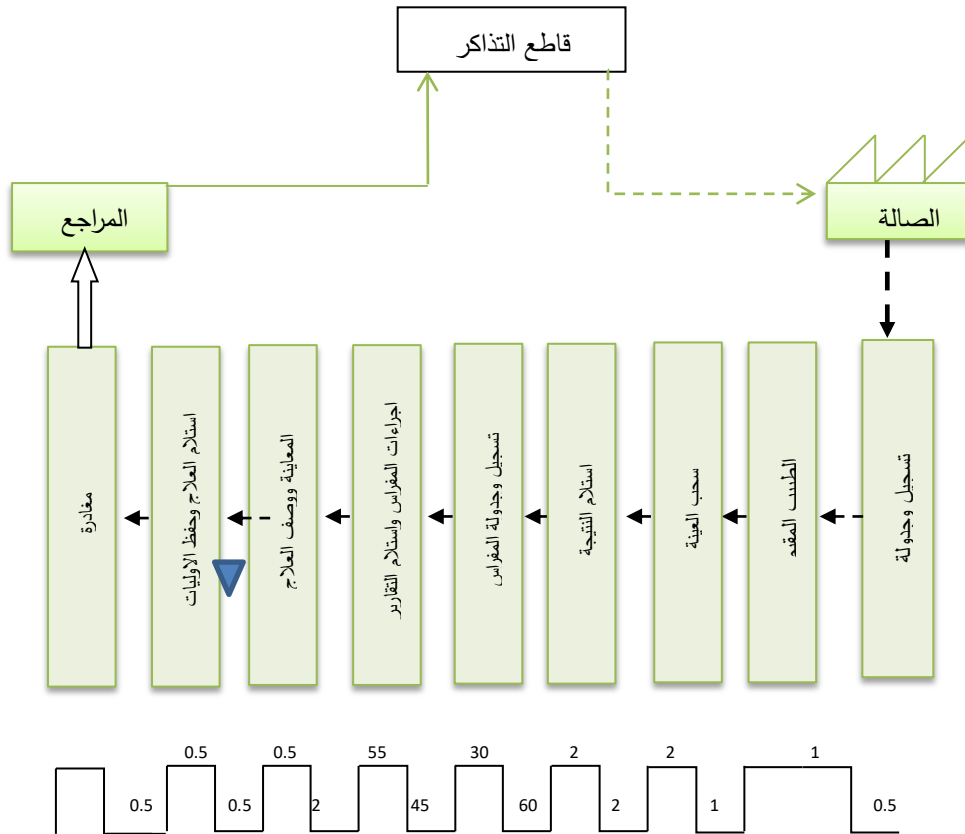 قاطع التذاكر
الصالة
المراجع
تسجيل وجدولة
الطبيب المقيم
سحب العينة
استلام النتيجة
تسجيل وجدولة المفراس
اجراءات المفراس واستلام التقارير
المعاينة ووصف العلاج
استلام العلاج وحفظ الاوليات
مغادرة
0.5 0.5 55 30 2 2 1
0.5 0.5 2 45 60 2 1 0.5